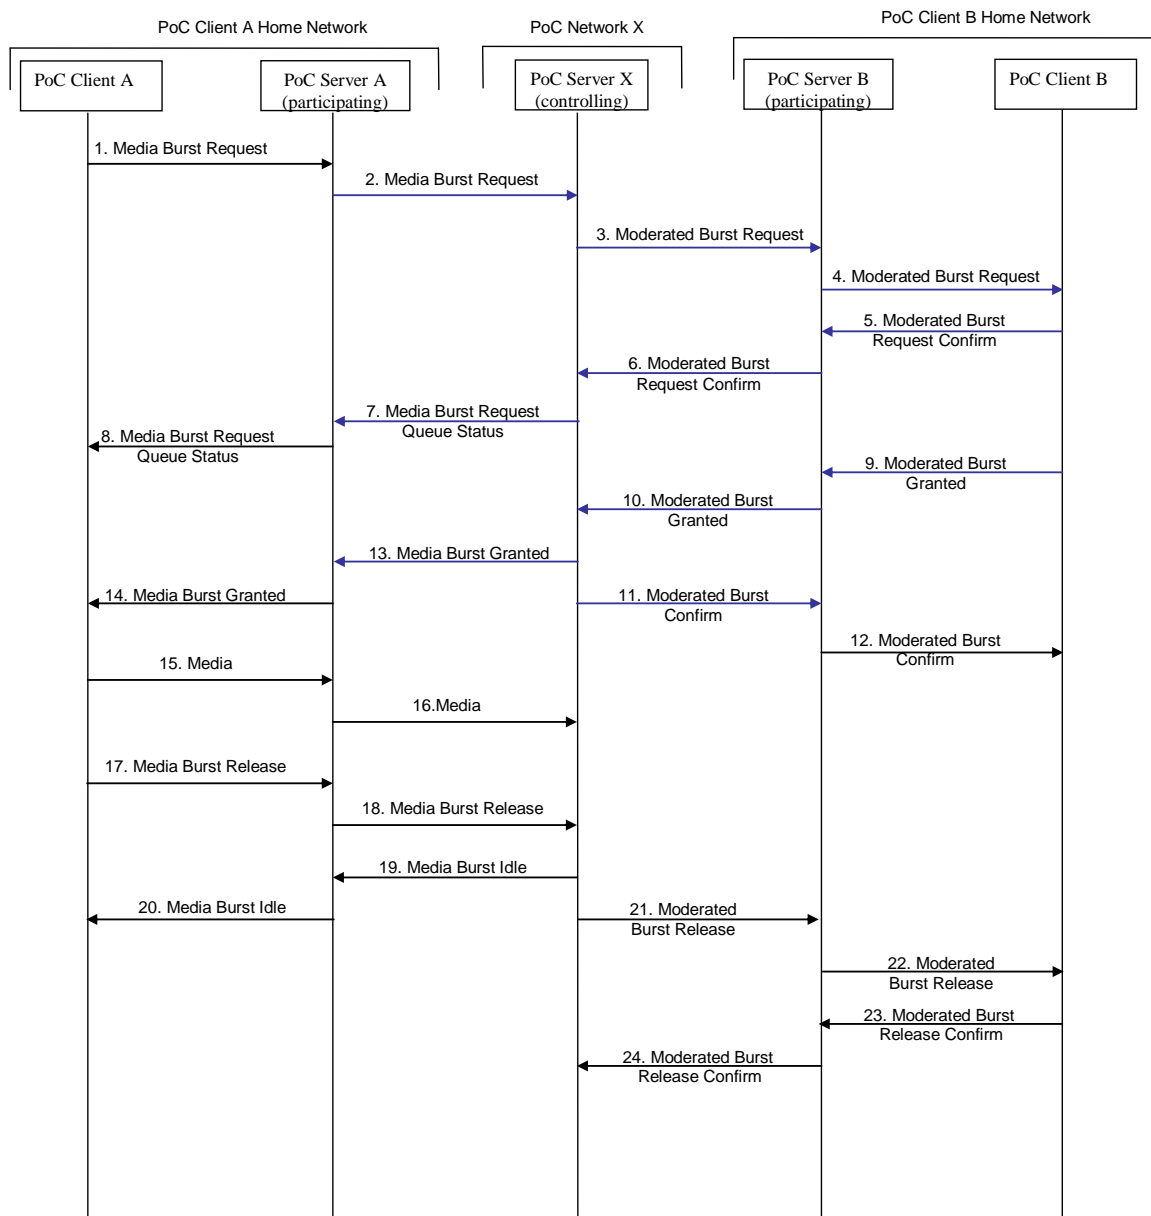 PoC Client A Home Network
PoC Network X
PoC Client B Home Network
PoC Client A
PoC Server A
(participating)
PoC Server X
(controlling)
PoC Server B
(participating)
PoC Client B
1. Media Burst Request
2. Media Burst Request
3. Moderated Burst Request
4. Moderated Burst Request
5. Moderated Burst
Request Confirm
6. Moderated Burst
Request Confirm
7. Media Burst Request
Queue Status
8. Media Burst Request
Queue Status
9. Moderated Burst
Granted
10. Moderated Burst
Granted
13. Media Burst Granted
14. Media Burst Granted
11. Moderated Burst
Confirm
12. Moderated Burst
Confirm
15. Media
16.Media
17. Media Burst Release
18. Media Burst Release
19. Media Burst Idle
20. Media Burst Idle
21. Moderated
Burst Release
22. Moderated
Burst Release
23. Moderated Burst
Release Confirm
24. Moderated Burst
Release Confirm